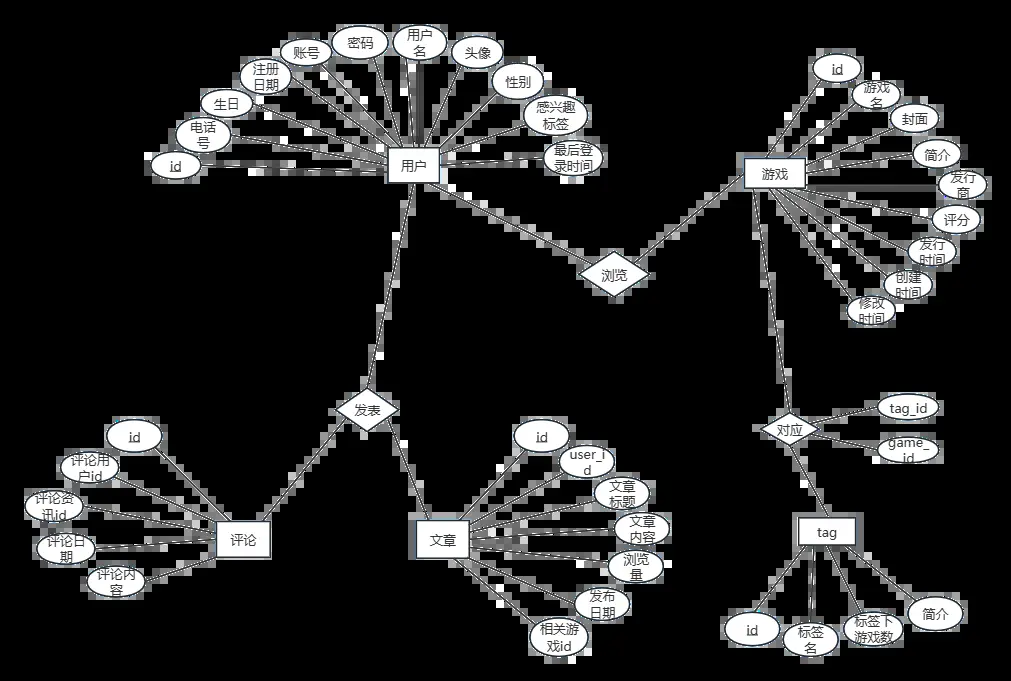 密码
用户
名
账号
头像
注册
日期
性别
生日
感兴趣
标签
电话
号
最后登
录时间
id
用户
id
游戏
名
封面
简介
发行
商
评分
发行
时间
创建
时间
修改
时间
游戏
浏览
发表
对应
tag_id
game_
id
id
评论用
户id
评论资
讯id
评论日
期
评论内
容
评论
id
user_i
d
文章
标题
文章
内容
浏览
量
发布
日期
相关游
戏id
文章
tag
id
标签
名
标签下
游戏数
简介